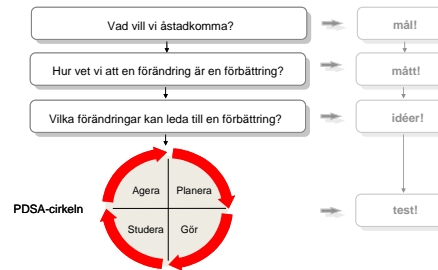 Vad vill vi åstadkomma?
mål!
Hur vet vi att en förändring är en förbättring?
mått!
Vilka förändringar kan leda till en förbättring?
idéer!
Agera
Planera
PDSA-cirkeln
test!
Studera
Gör